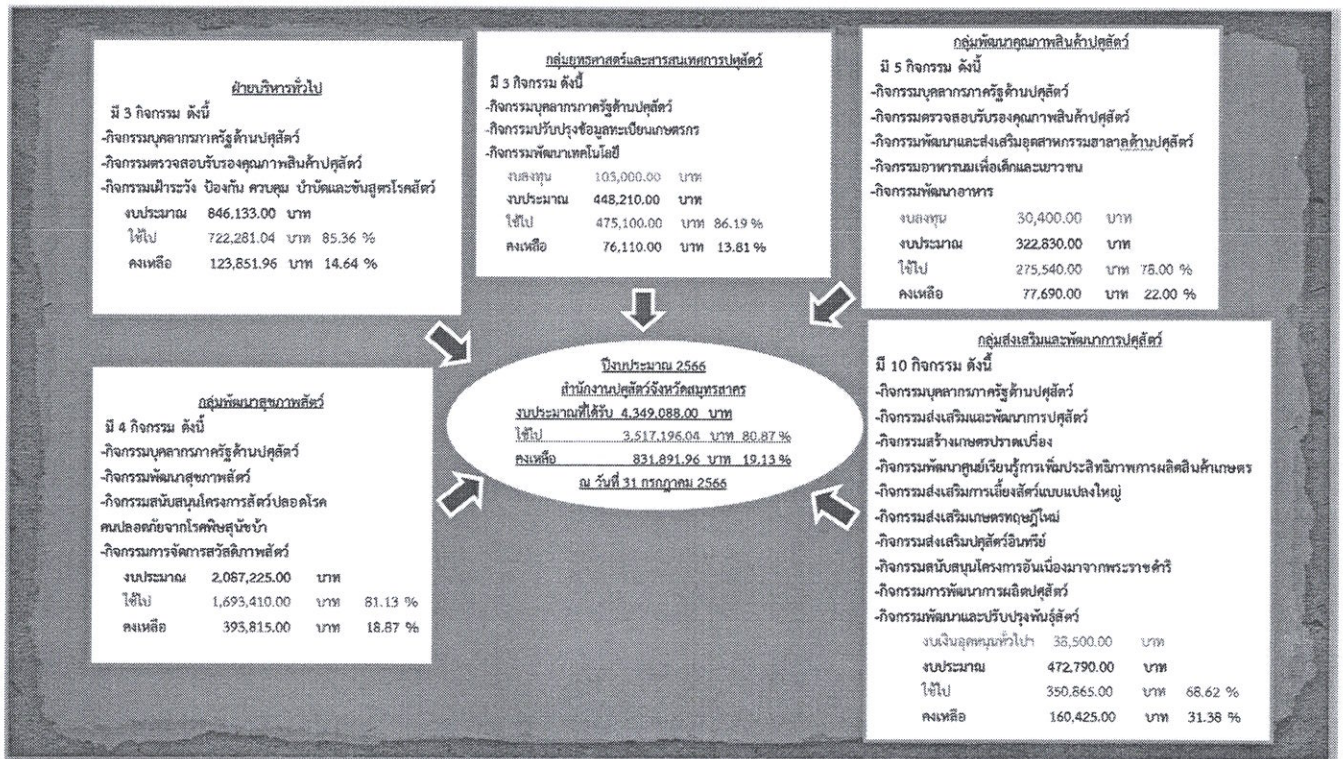 ฝ่ายบริหารทั่วไป
มี 3 กิจกรรม ดังนี้
-กิจกรรมบุคลากรภาครัฐด้านปศุสัตว์
-กิจกรรมตรวจสอบรับรองคุณภาพสินค้าปศุสัตว์
-กิจกรรมเฝ้าระวัง ป้องกัน ควบคุม บำบัดและชันสูตรโรคสัตว์
งบประมาณ 846,133.00 บาท
ใช้ไป 722,281.04 บาท 85.36 %
คงเหลือ 123,851.96 บาท 14.64 %
กลุ่มยุทธศาสตร์และสารสนเทศการปศุสัตว์
มี 3 กิจกรรม ดังนี้
-กิจกรรมบุคลากรภาครัฐด้านปศุสัตว์
-กิจกรรมปรับปรุงข้อมูลทะเบียนเกษตรกร
-กิจกรรมพัฒนาเทคโนโลยี
งบลงทุน 103,000.00 บาท
งบประมาณ 448,210.00 บาท
ใช้ไป 475,100.00 บาท 86.19 %
คงเหลือ 76,110.00 บาท 13.81 %
กลุ่มพัฒนาคุณภาพสินค้าปศุสัตว์
มี 5 กิจกรรม ดังนี้
-กิจกรรมบุคลากรภาครัฐด้านปศุสัตว์
-กิจกรรมตรวจสอบรับรองคุณภาพสินค้าปศุสัตว์
-กิจกรรมพัฒนาและส่งเสริมอุตสาหกรรมฮาลาลด้านปศุสัตว์
-กิจกรรมอาหารนมเพื่อเด็กและเยาวชน
-กิจกรรมพัฒนาอาหาร
งบลงทุน 30,400.00 บาท
งบประมาณ 322,830.00 บาท
ใช้ไป 275,540.00 บาท 78.00 %
คงเหลือ 77,690.00 บาท 22.00 %
ปีงบประมาณ 2566
สำนักงานปศุสัตว์จังหวัดสมุทรสาคร
งบประมาณที่ได้รับ 4,349,088.00 บาท
ใช้ไป 3,517,196.04 บาท 80.87 %
คงเหลือ 831,891.96 บาท 19.13 %
ณ วันที่ 31 กรกฎาคม 2566
กลุ่มพัฒนาสุขภาพสัตว์
มี 4 กิจกรรม ดังนี้
-กิจกรรมบุคลากรภาครัฐด้านปศุสัตว์
-กิจกรรมพัฒนาสุขภาพสัตว์
-กิจกรรมสนับสนุนโครงการสัตว์ปลอดโรค
คนปลอดภัยจากโรคพิษสุนัขบ้า
-กิจกรรมการจัดการสวัสดิภาพสัตว์
งบประมาณ 2,087,225.00 บาท
ใช้ไป 1,693,410.00 บาท 81.13 %
คงเหลือ 393,815.00 บาท 18.87 %
กลุ่มส่งเสริมและพัฒนาการปศุสัตว์
มี 10 กิจกรรม ดังนี้
-กิจกรรมบุคลากรภาครัฐด้านปศุสัตว์
-กิจกรรมส่งเสริมและพัฒนาการปศุสัตว์
-กิจกรรมสร้างเกษตรปราดเปรื่อง
-กิจกรรมพัฒนาศูนย์เรียนรู้การเพิ่มประสิทธิภาพการผลิตสินค้าเกษตร
-กิจกรรมส่งเสริมการเลี้ยงสัตว์แบบแปลงใหญ่
-กิจกรรมส่งเสริมเกษตรทฤษฎีใหม่
-กิจกรรมส่งเสริมปศุสัตว์อินทรีย์
-กิจกรรมสนับสนุนโครงการอันเนื่องมาจากพระราชดำริ
-กิจกรรมการพัฒนาการผลิตปศุสัตว์
-กิจกรรมพัฒนาและปรับปรุงพันธุ์สัตว์
งบเงินอุดหนุนทั่วไปฯ 38,500.00 บาท
งบประมาณ 472,790.00 บาท
ใช้ไป 350,865.00 บาท 68.62 %
คงเหลือ 160,425.00 บาท 31.38 %